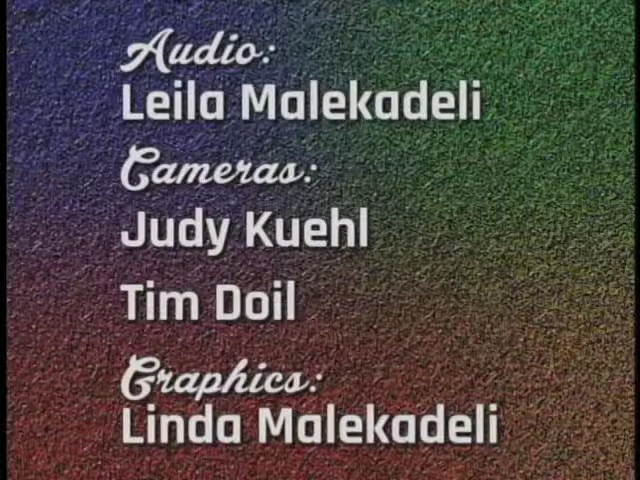 Audio:
Leila Malekadeli
Cameras:
Judy Kuehl
Tim Doil
Graphics:
Linda Malekadeli